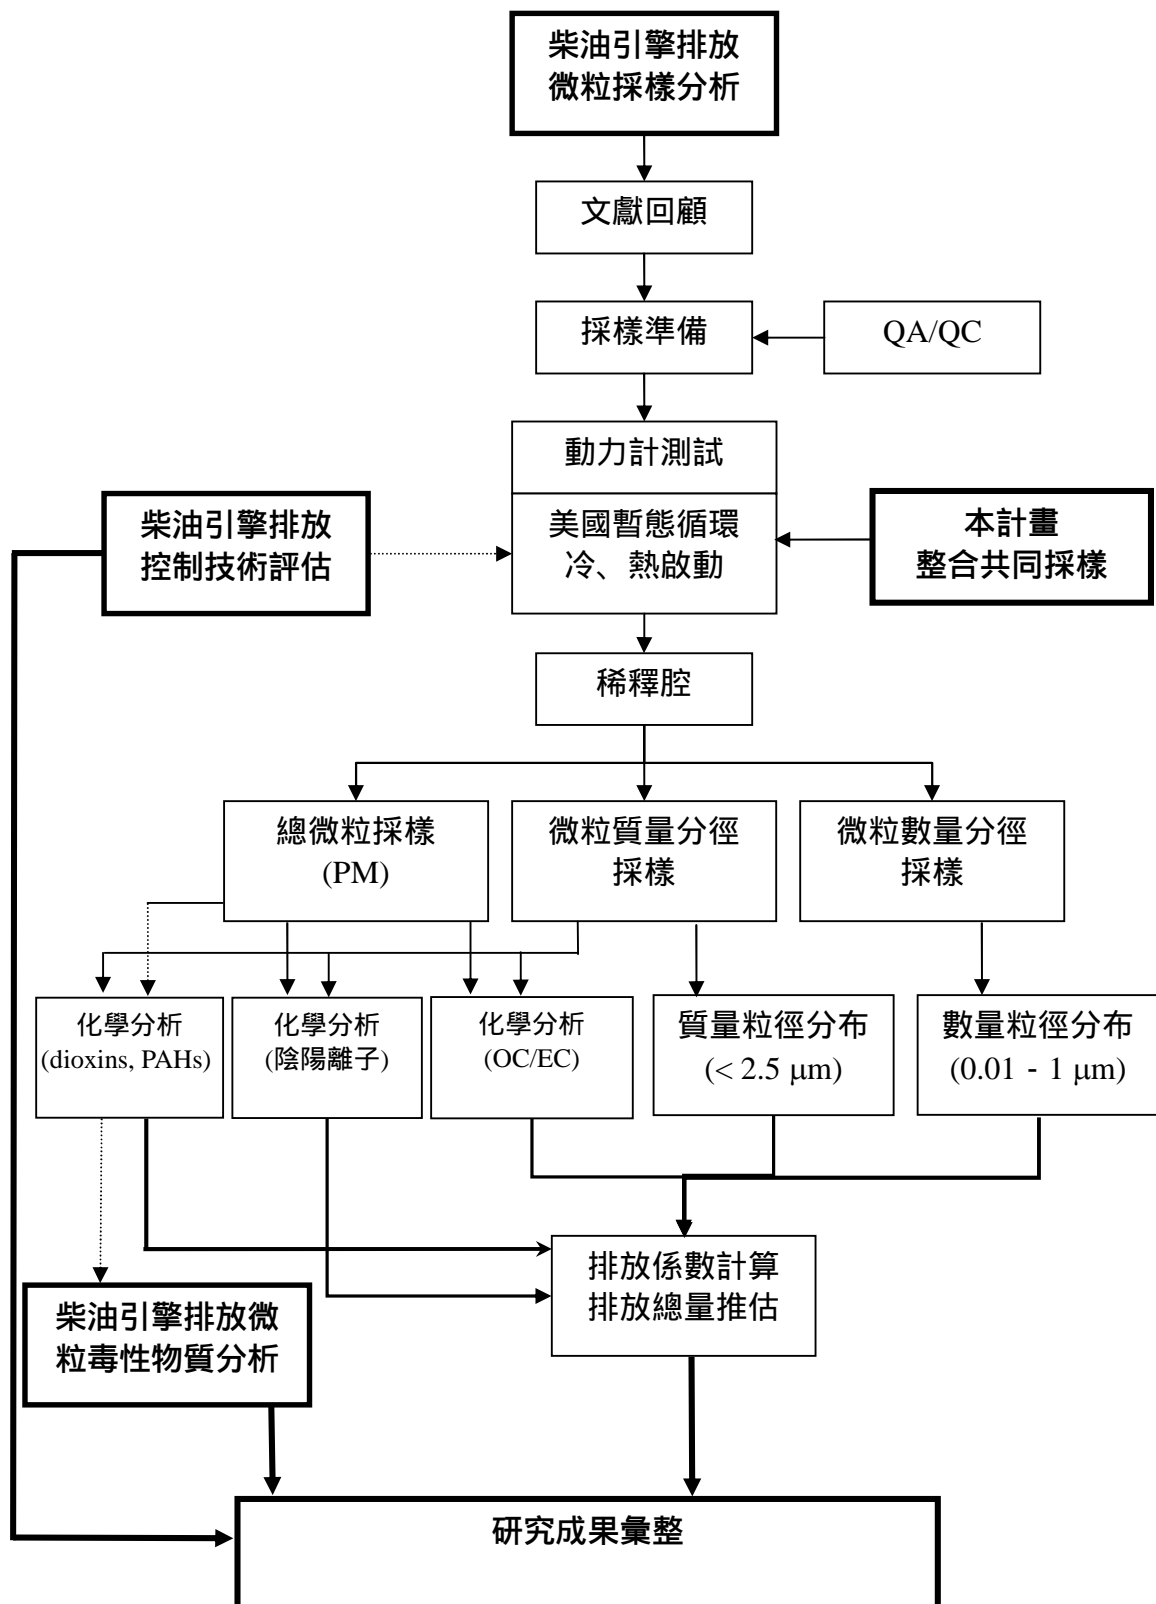 柴油引擎排放
微粒採樣分析
文獻回顧
採樣準備
QA/QC
動力計測試
柴油引擎排放
控制技術評估
美國暫態循環
冷、熱啟動
本計畫
整合共同採樣
稀釋腔
總微粒採樣
(PM)
微粒質量分徑
採樣
微粒數量分徑
採樣
化學分析
(dioxins, PAHs)
化學分析
(陰陽離子)
化學分析
(OC/EC)
質量粒徑分布
(< 2.5 μm)
數量粒徑分布
(0.01 - 1 μm)
排放係數計算
排放總量推估
柴油引擎排放微
粒毒性物質分析
研究成果彙整